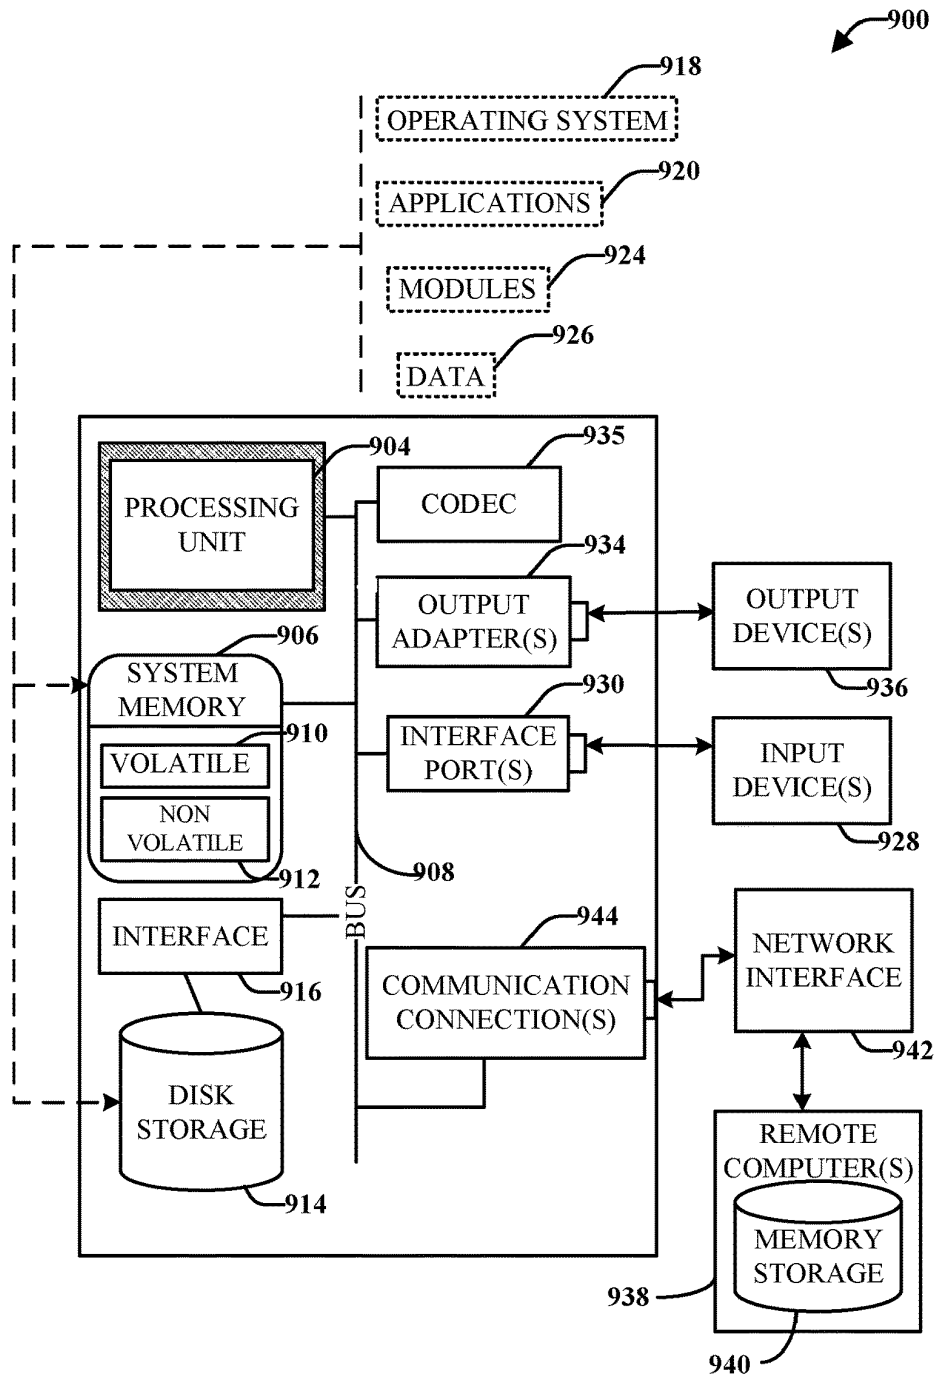 900
918
OPERATING SYSTEM
920
APPLICATIONS
924
MODULES
926
DATA
904
PROCESSING
UNIT
935
CODEC
934
OUTPUT
ADAPTER(S)
OUTPUT
DEVICE(S)
936
906
SYSTEM
MEMORY
910
VOLATILE
NON
VOLATILE
912
930
INTERFACE
PORT(S)
INPUT
DEVICE(S)
928
908
BUS
INTERFACE
916
944
COMMUNICATION
CONNECTION(S)
NETWORK
INTERFACE
942
DISK
STORAGE
914
REMOTE
COMPUTER(S)
MEMORY
STORAGE
938
940